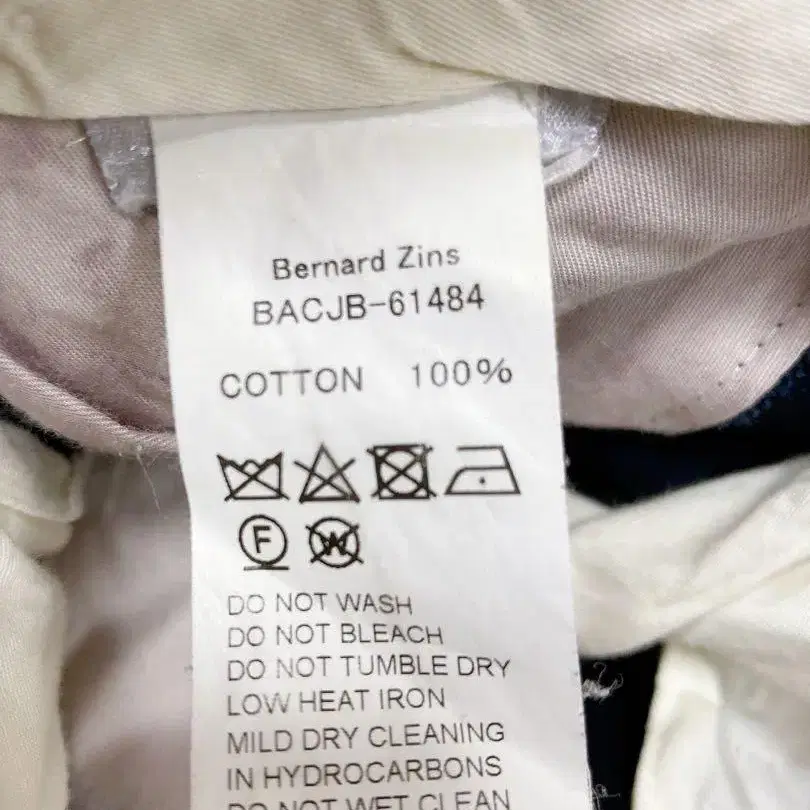 Bernard Zins
BACJB-61484
COTTON 100%
F W
DO NOT WASH
DO NOT BLEACH
DO NOT TUMBLE DRY
LOW HEAT IRON
MILD DRY CLEANING
IN HYDROCARBONS
DO NOT WET CLEAN